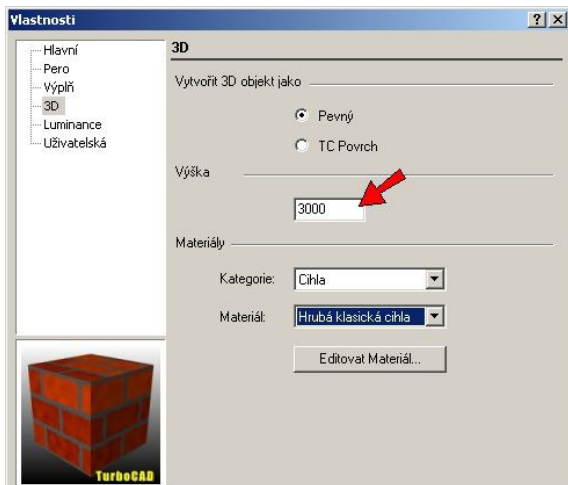 Vlastnosti
Hlavní
Pero
Výplň
3D
Luminance
Uživatelská
3D
Vytvořit 3D objekt jako
Pevný
TC Povrch
Výška
3000
Materiály
Kategorie: Cihla
Materiál: Hrubá klasická cihla
Editovat Materiál...
TurboCAD